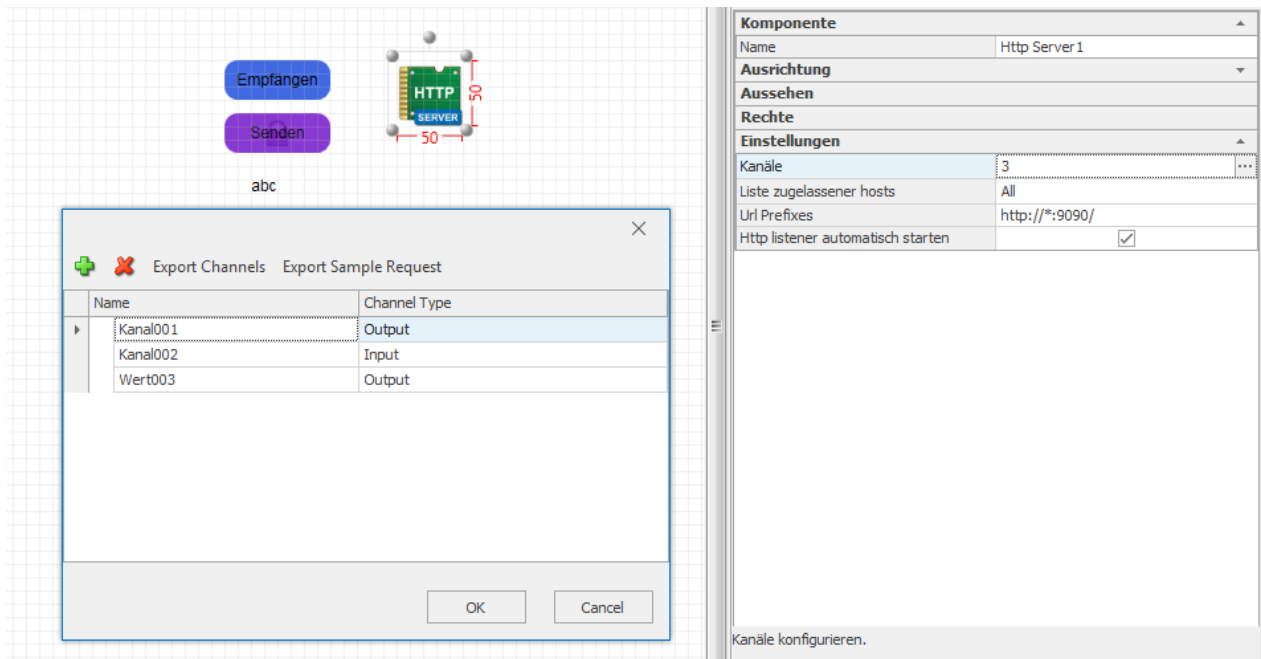 Empfängen
HTTP
SERVER
50
50
Senden
abc
Export Channels Export Sample Request
Name Channel Type
Kanal001 Output
Kanal002 Input
Wert003 Output
OK Cancel
Komponente
Name Http Server1
Ausrichtung
Aussehen
Rechte
Einstellungen
Kanäle 3 ...
Liste zugelassener hosts All
Url Prefixes http://*:9090/
Http listener automatisch starten
Kanäle konfigurieren.